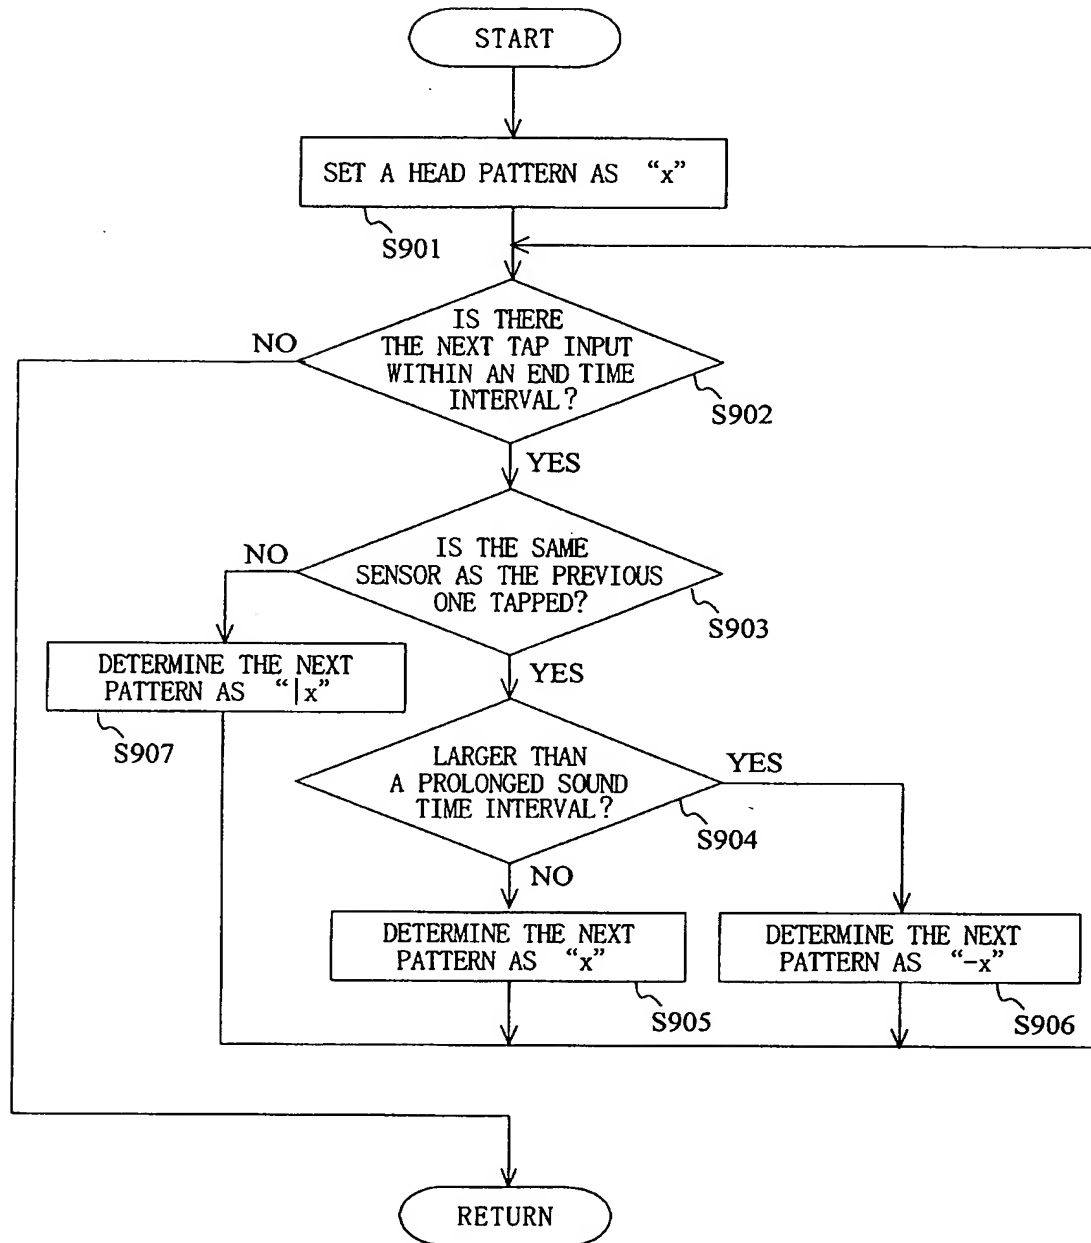 START
SET A HEAD PATTERN AS “x”
S901
IS THERE
THE NEXT TAP INPUT
WITHIN AN END TIME
INTERVAL?
NO
S902
YES
IS THE SAME
SENSOR AS THE PREVIOUS
ONE TAPPED?
NO
S903
DETERMINE THE NEXT
PATTERN AS “|x”
S907
YES
LARGER THAN
A PROLONGED SOUND
TIME INTERVAL?
YES
S904
NO
DETERMINE THE NEXT
PATTERN AS “x”
S905
DETERMINE THE NEXT
PATTERN AS “-x”
S906
RETURN